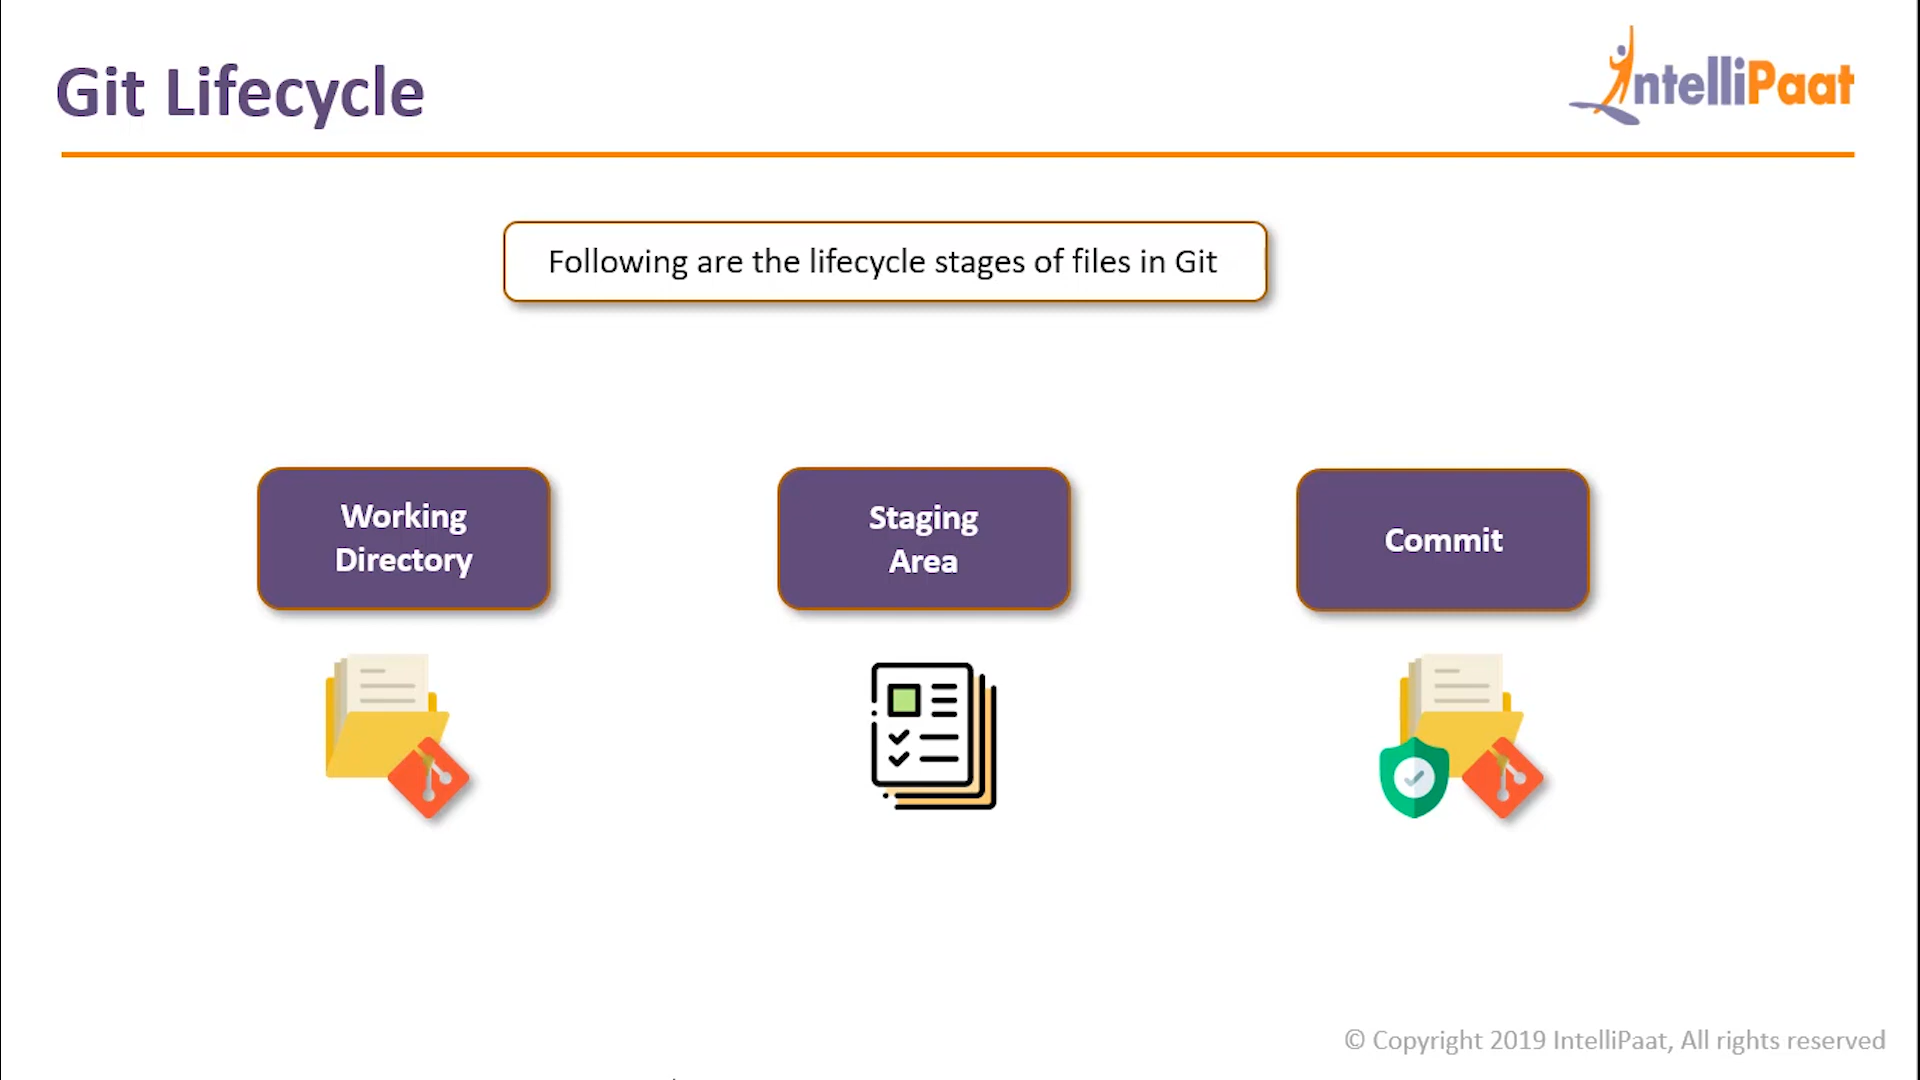 Git Lifecycle
IntelliPaat
Following are the lifecycle stages of files in Git
Working
Directory
Staging
Area
Commit
© Copyright 2019 IntelliPaat, All rights reserved